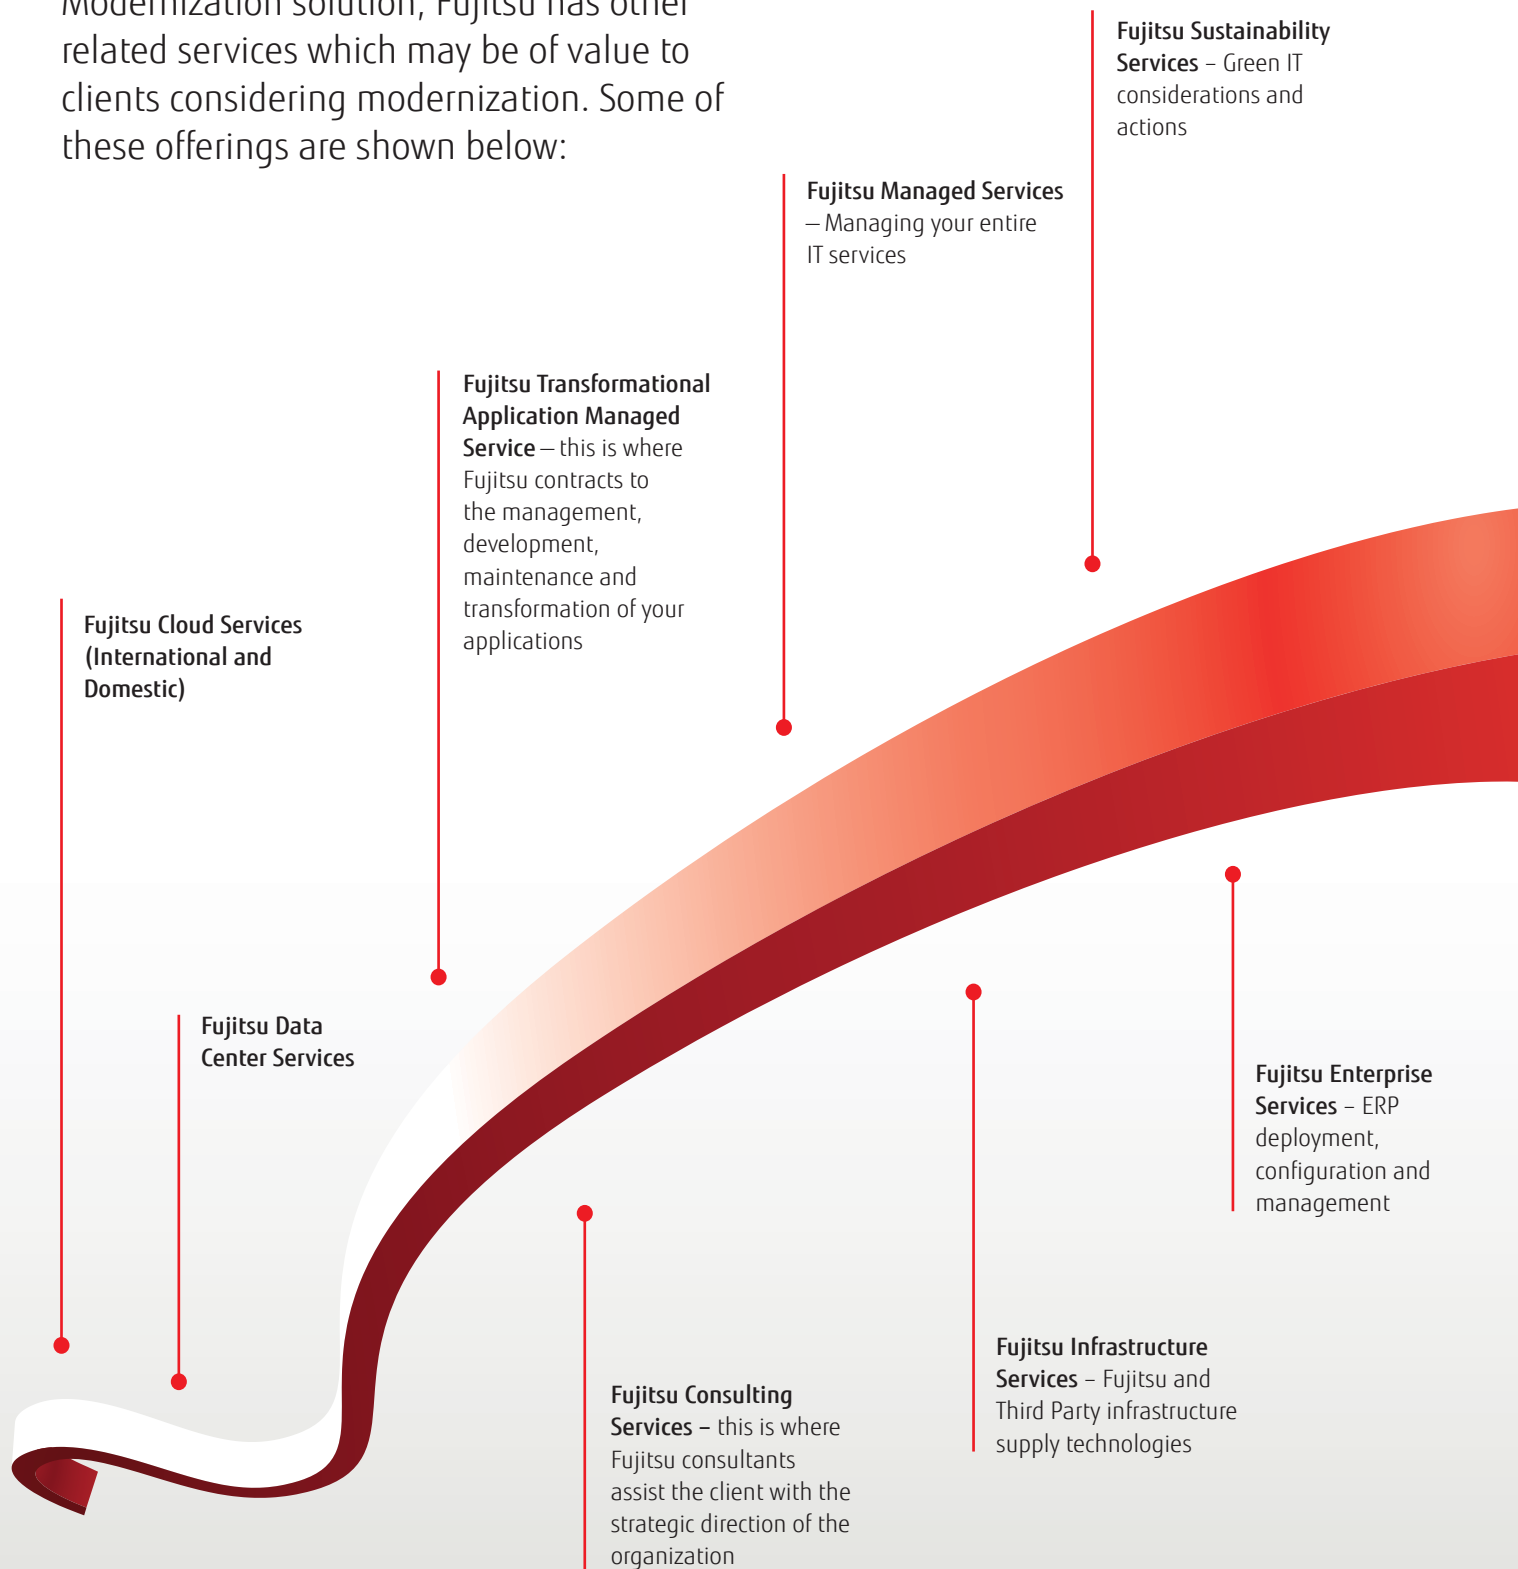 Modernization solution, Fujitsu has other
related services which may be of value to
clients considering modernization. Some of
these offerings are shown below:
Fujitsu Sustainability
Services – Green IT
considerations and
actions
Fujitsu Managed Services
– Managing your entire
IT services
Fujitsu Transformational
Application Managed
Service – this is where
Fujitsu contracts to
the management,
development,
maintenance and
transformation of your
applications
Fujitsu Cloud Services
(International and
Domestic)
Fujitsu Data
Center Services
Fujitsu Enterprise
Services – ERP
deployment,
configuration and
management
Fujitsu Infrastructure
Services – Fujitsu and
Third Party infrastructure
supply technologies
Fujitsu Consulting
Services – this is where
Fujitsu consultants
assist the client with the
strategic direction of the
organization